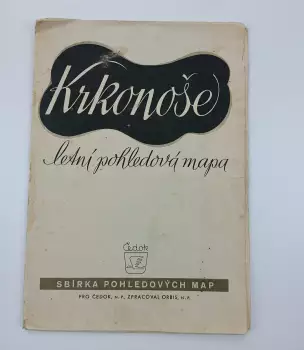 Krkonoše
letní pohledová mapa
Čedok
SBÍRKA POHLEDOVÝCH MAP
PRO ČEDOK, N. P. ZPRACOVAL ORBIS, N. P.